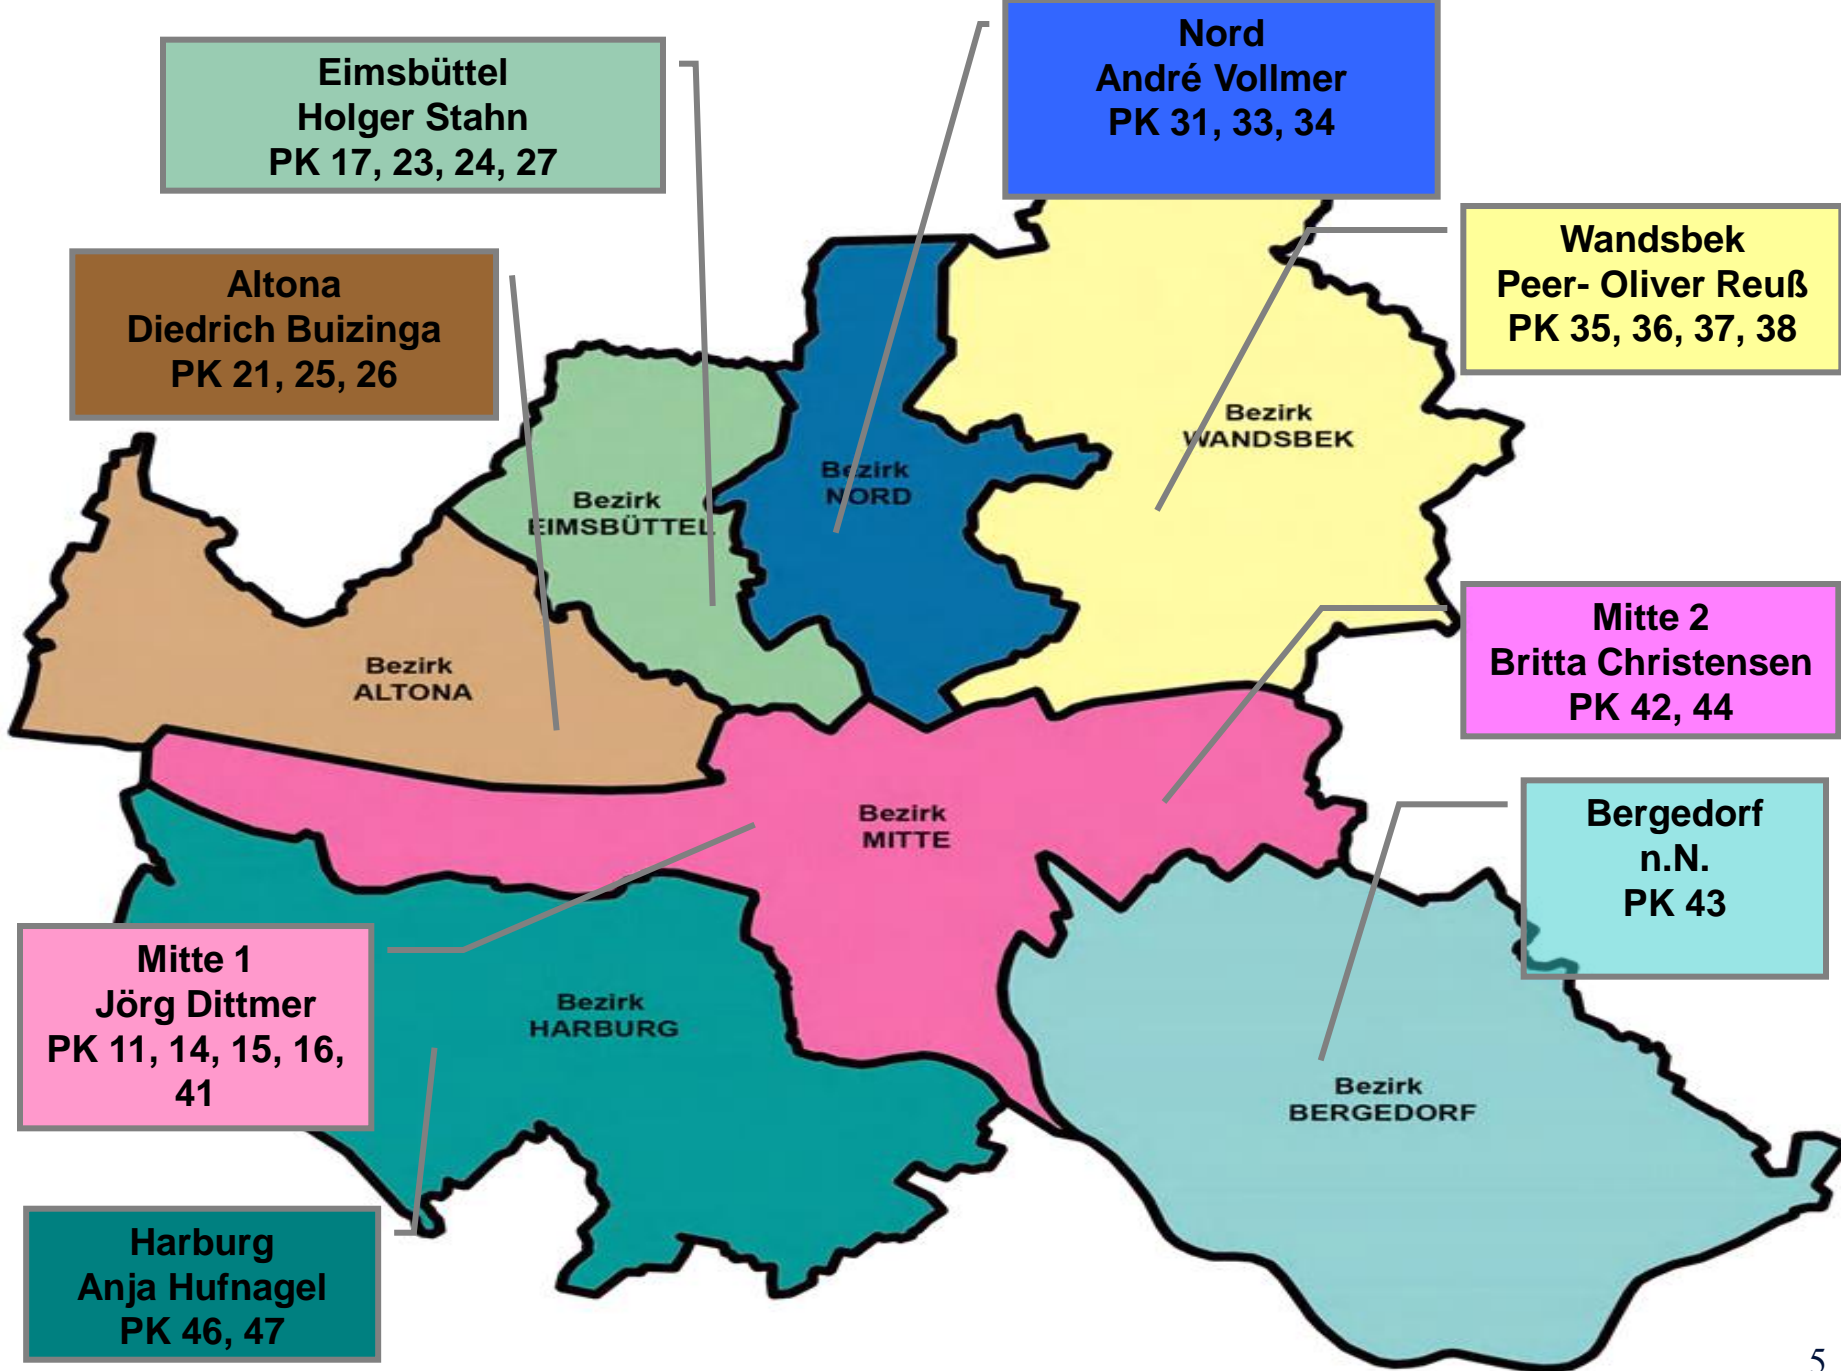 Eimsbüttel
Holger Stahn
PK 17, 23, 24, 27
Nord
André Vollmer
PK 31, 33, 34
Altona
Diedrich Buizinga
PK 21, 25, 26
Wandsbek
Peer- Oliver Reuß
PK 35, 36, 37, 38
Bezirk
WANDSBEK
Bezirk
NORD
Bezirk
EIMSBÜTTEL
Bezirk
ALTONA
Mitte 2
Britta Christensen
PK 42, 44
Bezirk
MITTE
Bergedorf
n.N.
PK 43
Mitte 1
Jörg Dittmer
PK 11, 14, 15, 16,
41
Bezirk
HARBURG
Bezirk
BERGEDORF
Harburg
Anja Hufnagel
PK 46, 47
5